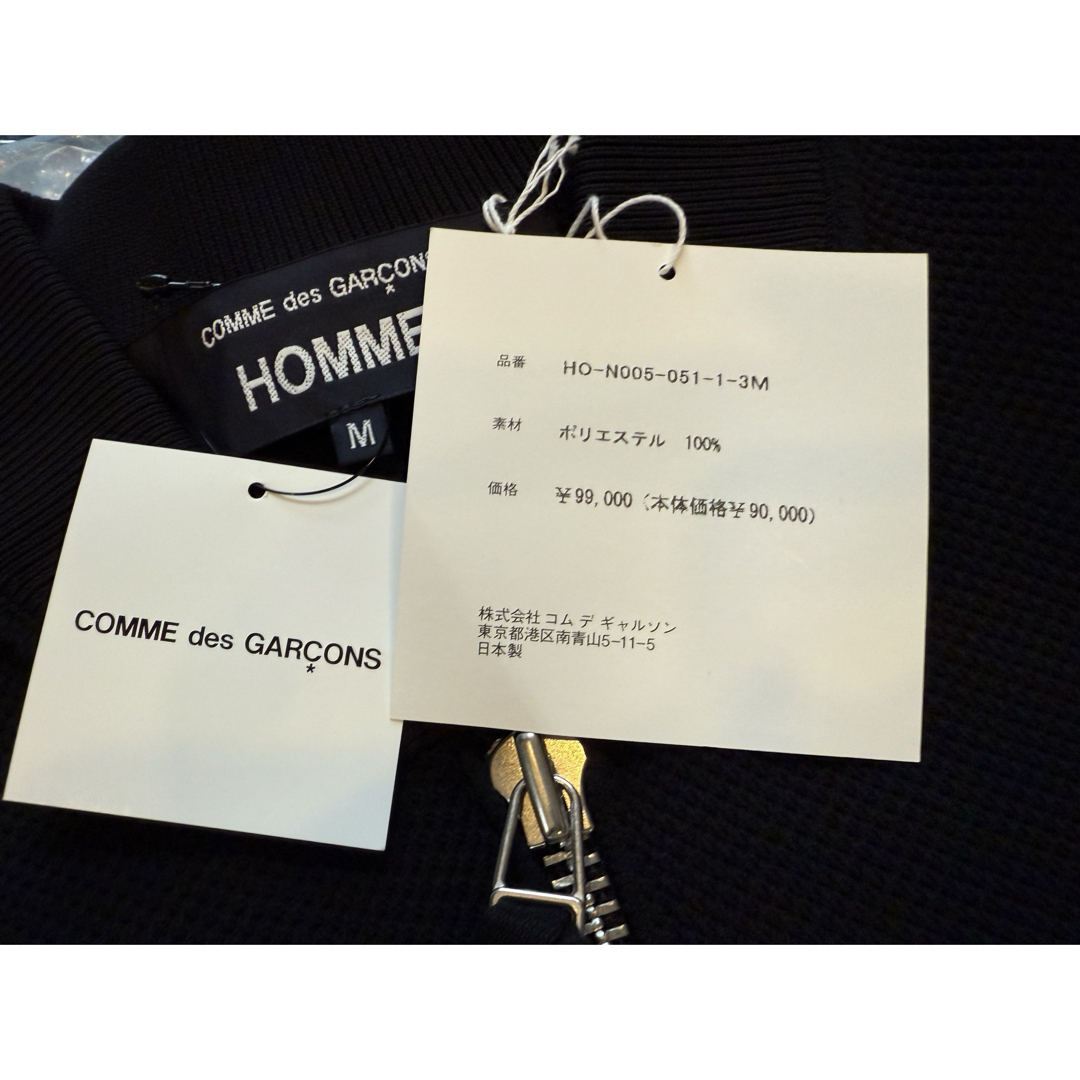 COMME des GARÇONS
HOMME
M
COMME des GARÇONS
品番 HO-N005-051-1-3M
素材 ポリエステル 100%
価格 ¥99,000(本体価格¥90,000)
株式会社 コム デ ギャルソン
東京都港区南青山5-11-5
日本製